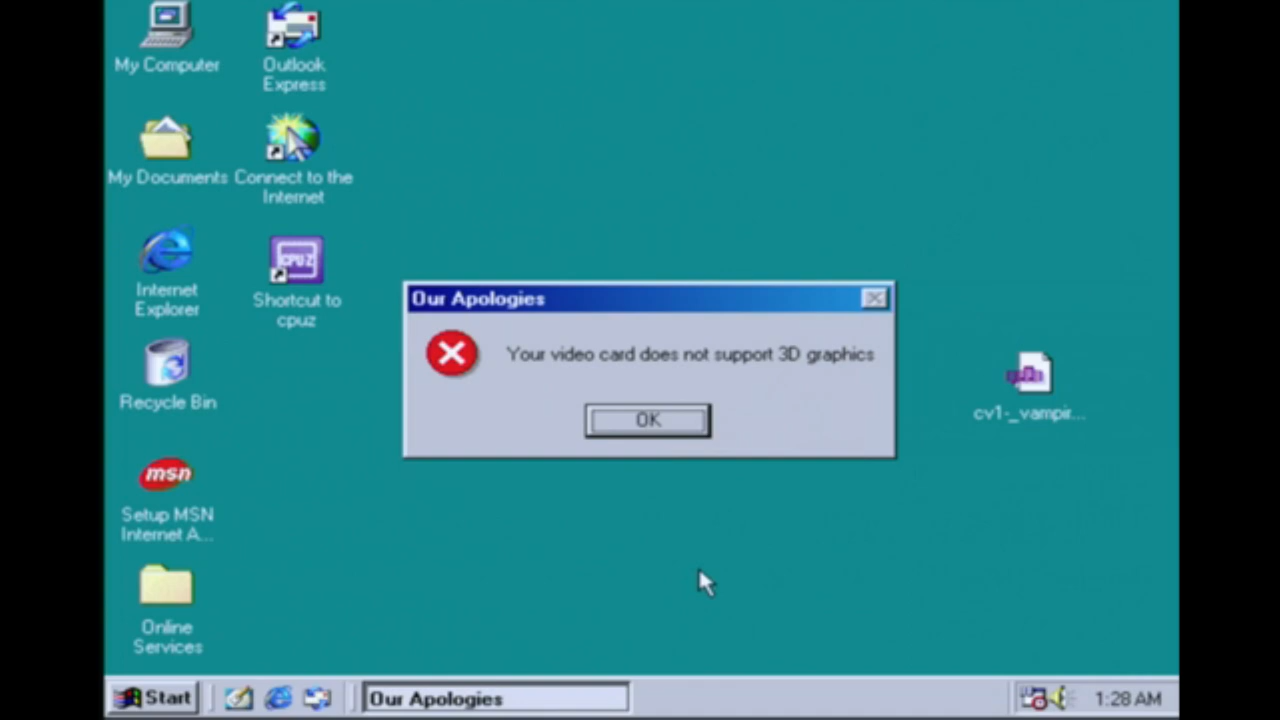 My Computer
Outlook
Express
My Documents
Connect to the
Internet
Internet
Explorer
CPUZ
Shortcut to
cpuz
Recycle Bin
msn
Setup MSN
Internet A...
Online
Services
Our Apologies
Your video card does not support 3D graphics
OK
cv1-_vampir...
Start
Our Apologies
1:28 AM